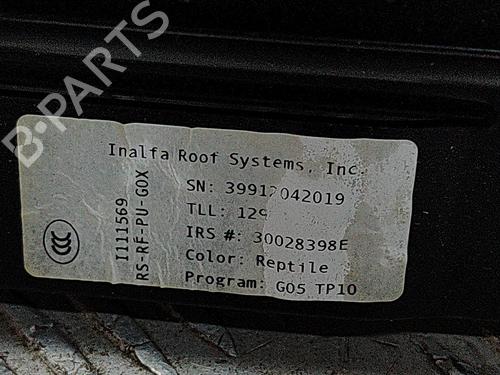 B-PARTS
Inalfa Roof Systems, Inc.
SN: 39912042019
TLL: 129
IRS #: 30028398E
Color: Reptile
Program: G05 TP10
I111569
RS-RF-PU-G0X
CCC